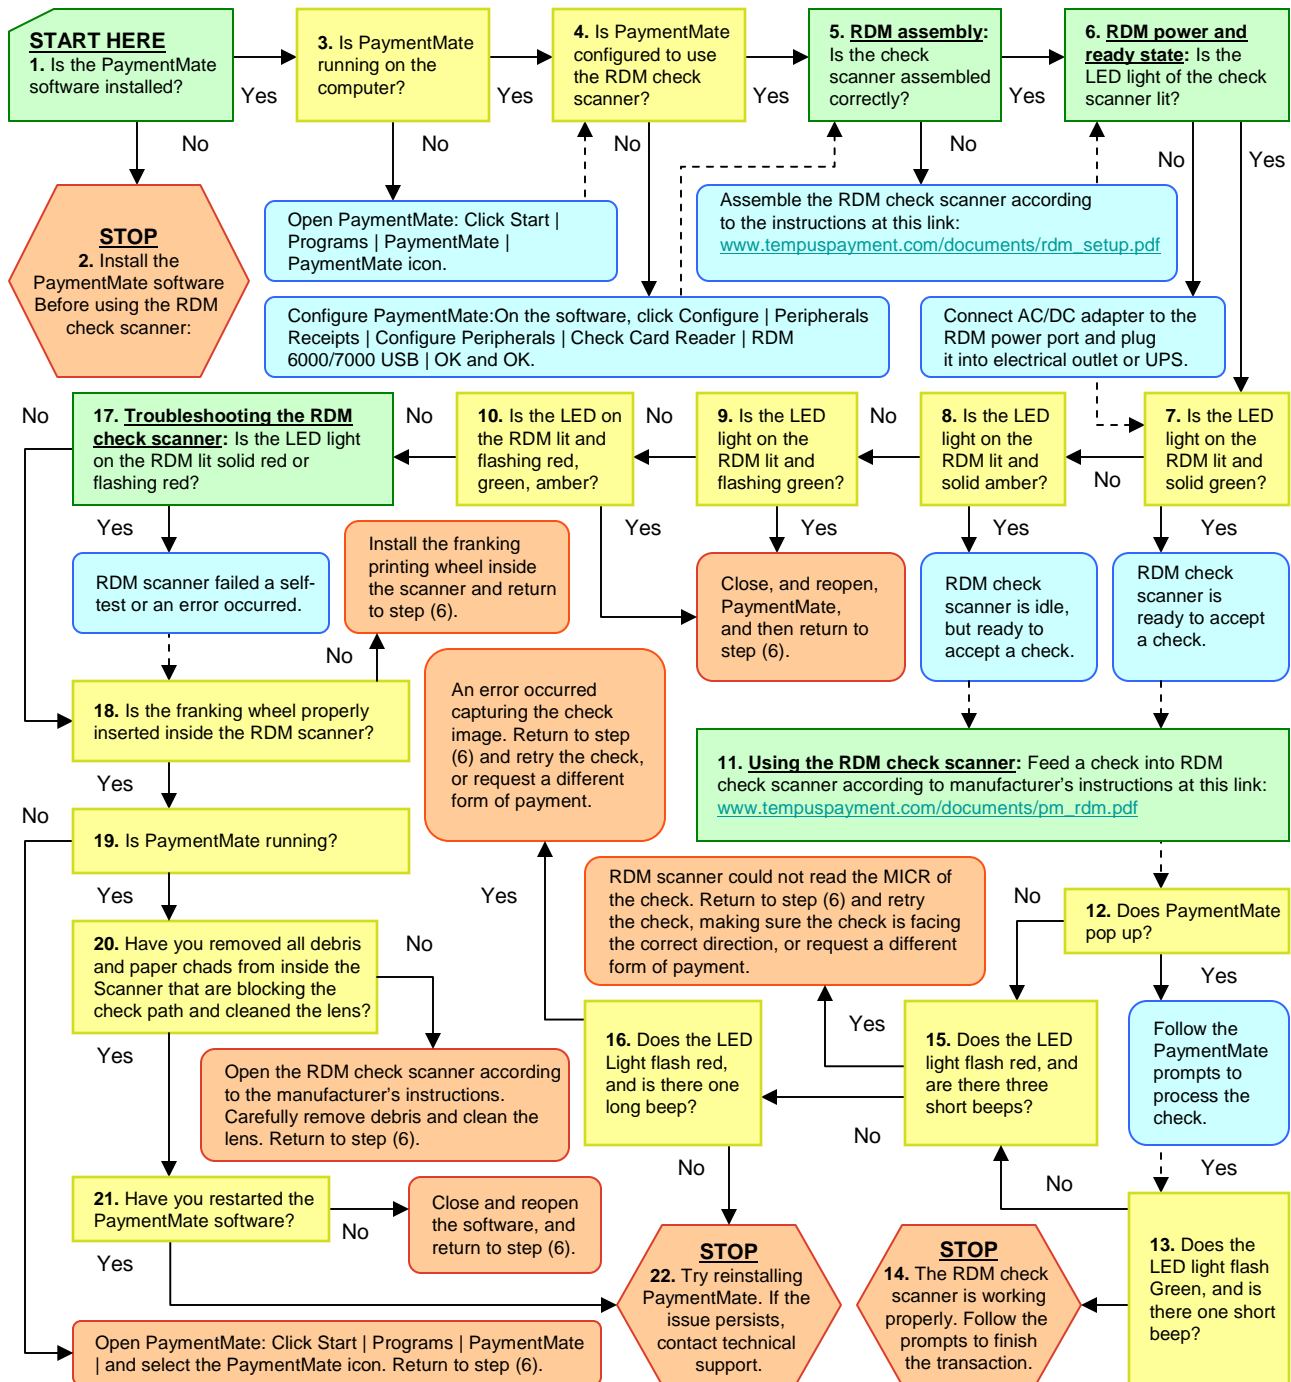 START HERE
1. Is the PaymentMate
software installed?
Yes
No
STOP
2. Install the
PaymentMate software
Before using the RDM
check scanner:
3. Is PaymentMate
running on the
computer?
Yes
No
Open PaymentMate: Click Start |
Programs | PaymentMate |
PaymentMate icon.
4. Is PaymentMate
configured to use
the RDM check
scanner?
Yes
No
Configure PaymentMate:On the software, click Configure | Peripherals
Receipts | Configure Peripherals | Check Card Reader | RDM
6000/7000 USB | OK and OK.
5. RDM assembly:
Is the check
scanner assembled
correctly?
Yes
No
Assemble the RDM check scanner according
to the instructions at this link:
www.tempuspayment.com/documents/rdm_setup.pdf
6. RDM power and
ready state: Is the
LED light of the check
scanner lit?
No
Yes
Connect AC/DC adapter to the
RDM power port and plug
it into electrical outlet or UPS.
7. Is the LED
light on the
RDM lit and
solid green?
No
Yes
RDM check
scanner is
ready to accept
a check.
8. Is the LED
light on the
RDM lit and
solid amber?
No
Yes
RDM check
scanner is idle,
but ready to
accept a check.
9. Is the LED
light on the
RDM lit and
flashing green?
No
Yes
Close, and reopen,
PaymentMate,
and then return to
step (6).
10. Is the LED on
the RDM lit and
flashing red,
green, amber?
No
Yes
17. Troubleshooting the RDM
check scanner: Is the LED light
on the RDM lit solid red or
flashing red?
No
Yes
RDM scanner failed a self-
test or an error occurred.
Install the franking
printing wheel inside
the scanner and return
to step (6).
No
18. Is the franking wheel properly
inserted inside the RDM scanner?
Yes
An error occurred
capturing the check
image. Return to step
(6) and retry the check,
or request a different
form of payment.
Yes
11. Using the RDM check scanner: Feed a check into RDM
check scanner according to manufacturer's instructions at this link:
www.tempuspayment.com/documents/pm_rdm.pdf
No
19. Is PaymentMate running?
Yes
RDM scanner could not read the MICR of
the check. Return to step (6) and retry
the check, making sure the check is facing
the correct direction, or request a different
form of payment.
Yes
12. Does PaymentMate
pop up?
No
Yes
Follow the
PaymentMate
prompts to
process the
check.
Yes
20. Have you removed all debris
and paper chads from inside the
Scanner that are blocking the
check path and cleaned the lens?
No
Yes
Open the RDM check scanner according
to the manufacturer's instructions.
Carefully remove debris and clean the
lens. Return to step (6).
16. Does the LED
Light flash red,
and is there one
long beep?
No
15. Does the LED
light flash red, and
are there three
short beeps?
No
No
13. Does the
LED light flash
Green, and is
there one short
beep?
STOP
14. The RDM check
scanner is working
properly. Follow the
prompts to finish
the transaction.
21. Have you restarted the
PaymentMate software?
No
Yes
Close and reopen
the software, and
return to step (6).
STOP
22. Try reinstalling
PaymentMate. If the
issue persists,
contact technical
support.
Open PaymentMate: Click Start | Programs | PaymentMate
| and select the PaymentMate icon. Return to step (6).